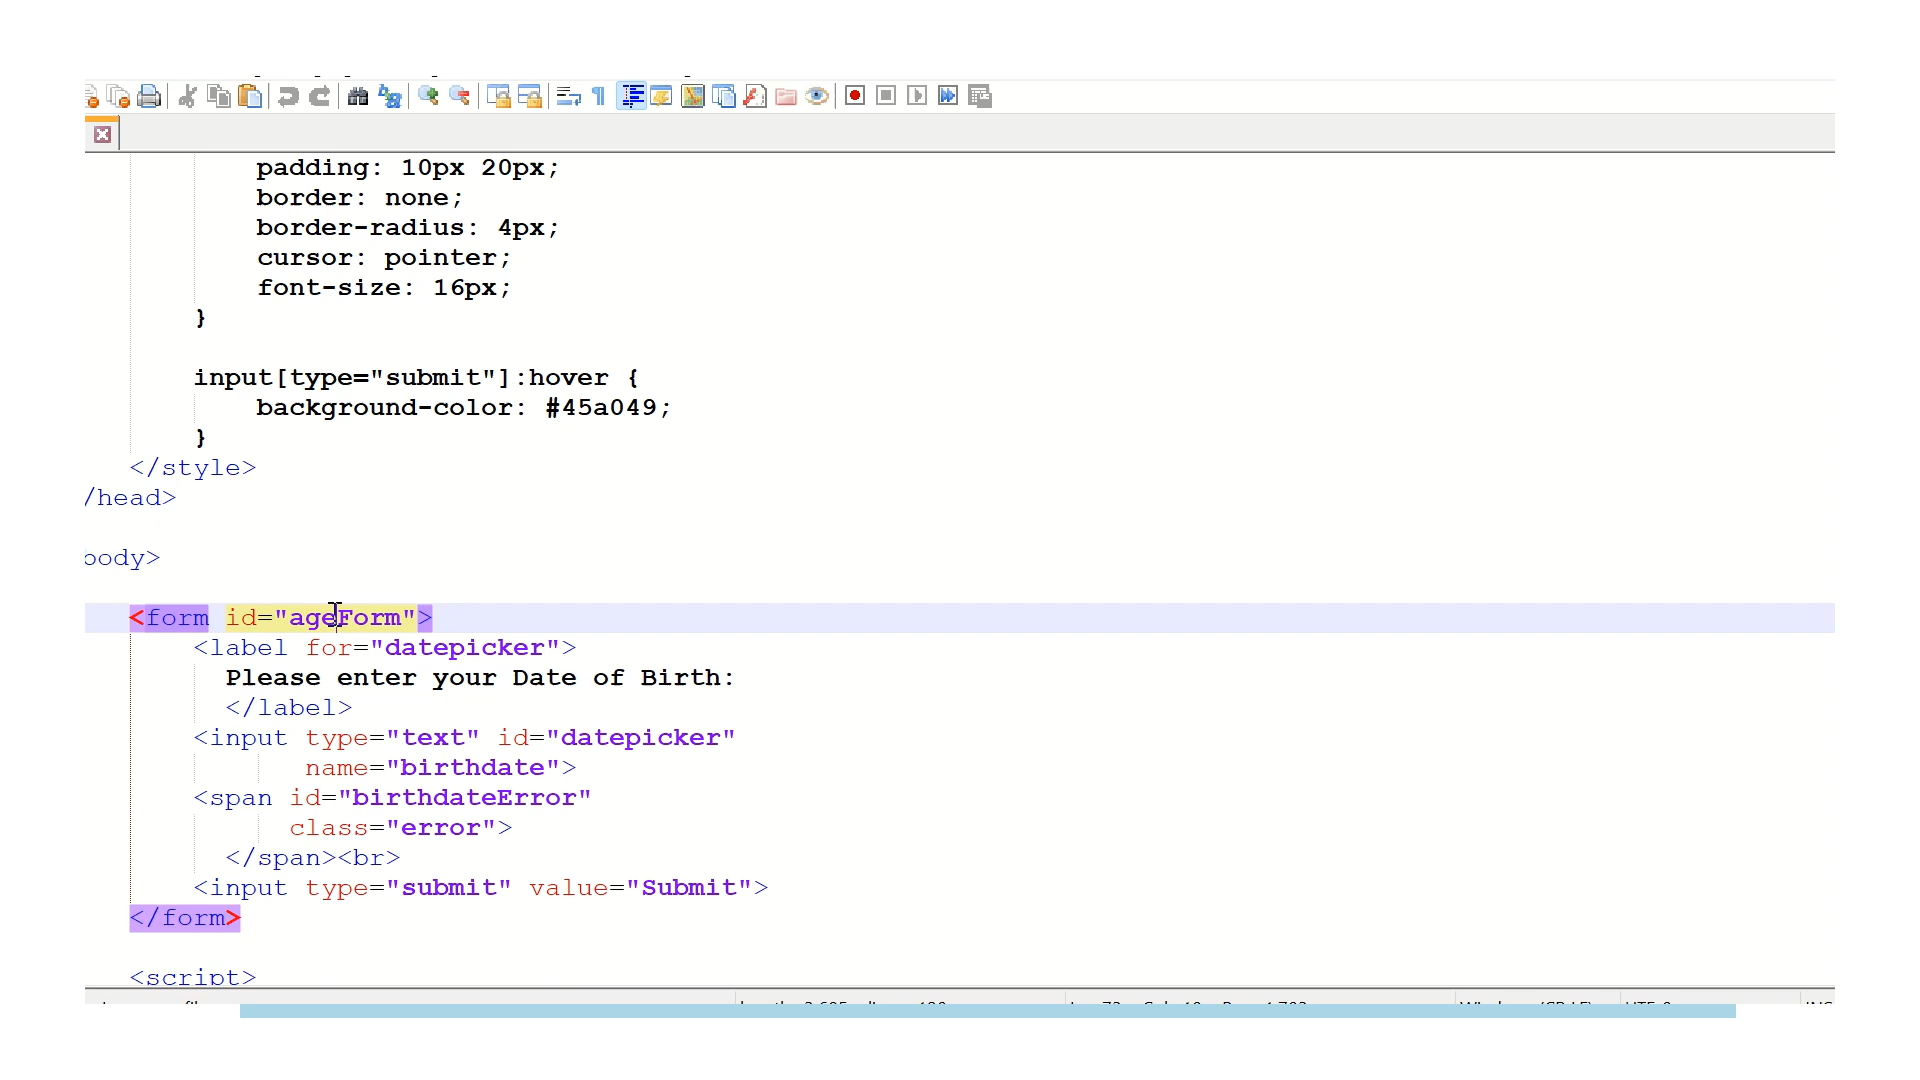 padding: 10px 20px;
border: none;
border-radius: 4px;
cursor: pointer;
font-size: 16px;
}
input[type="submit"]:hover {
background-color: #45a049;
}
</style>
/head>
body>
<form id="ageForm">
<label for="datepicker">
Please enter your Date of Birth:
</label>
<input type="text" id="datepicker"
name="birthdate">
<span id="birthdateError"
class="error">
</span><br>
<input type="submit" value="Submit">
</form>
<script>